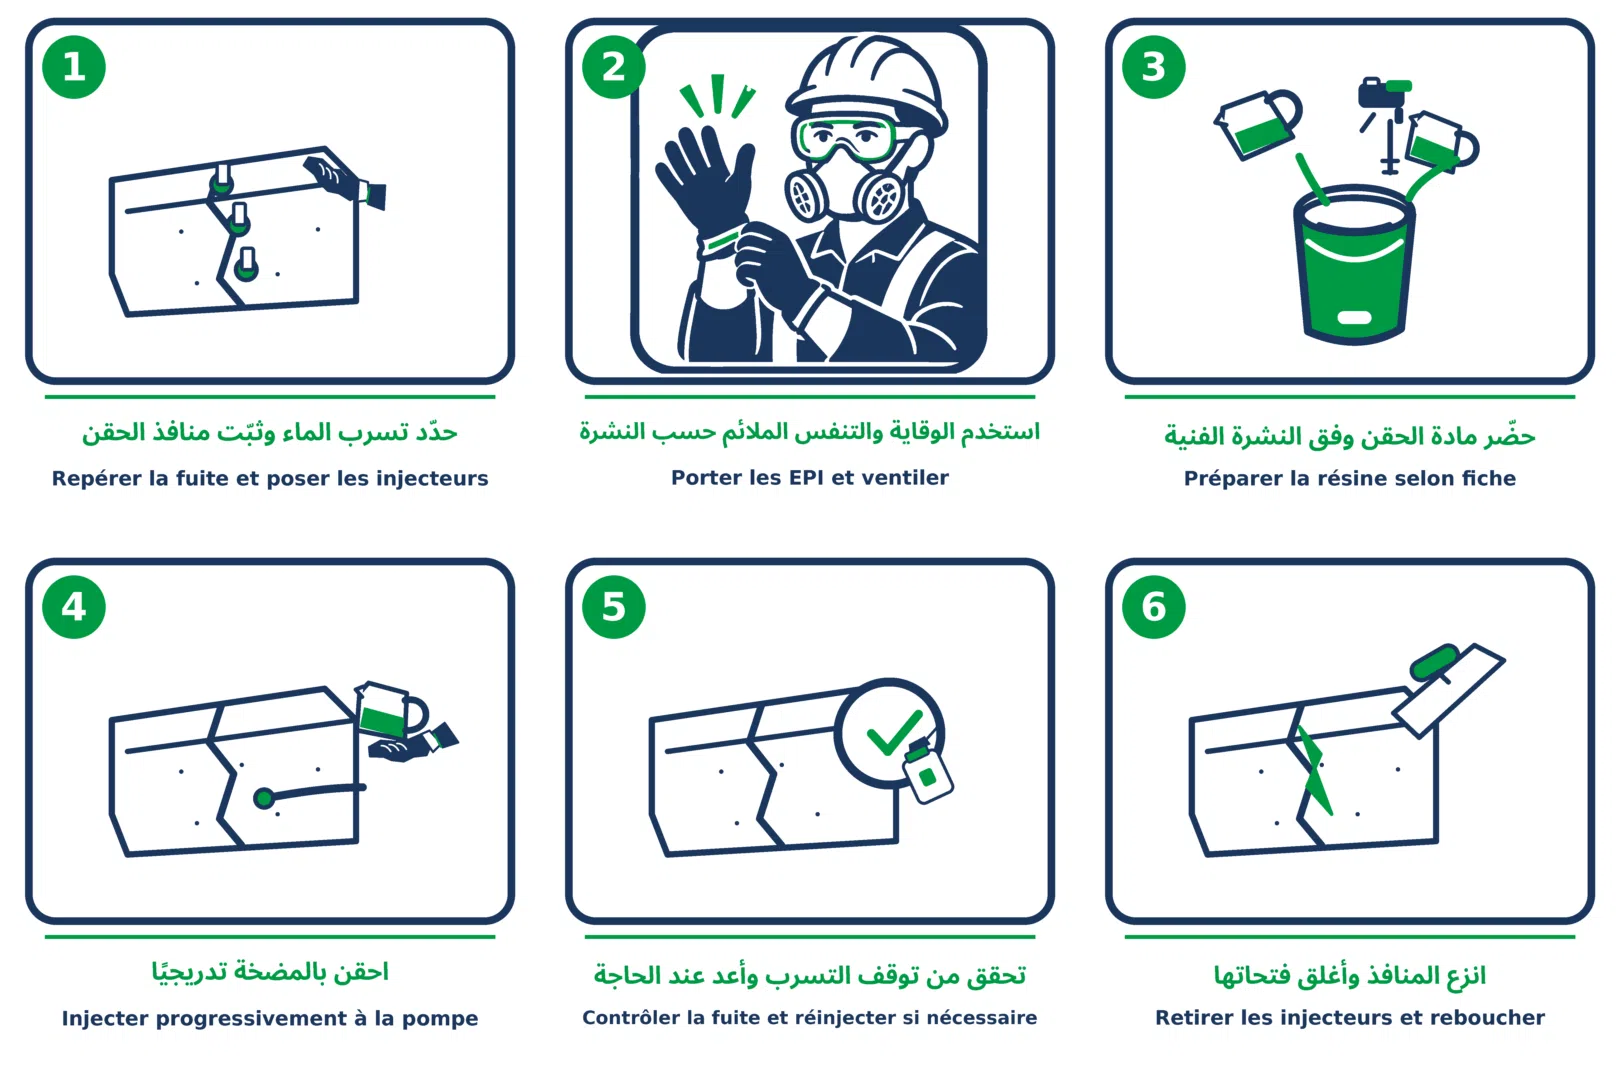 1
حدّد تسرب الماء وثبّت منافذ الحقن
Repérer la fuite et poser les injecteurs
2
استخدم الوقاية والتنفس الملائم حسب النشرة
Porter les EPI et ventiler
3
حضّر مادة الحقن وفق النشرة الفنية
Préparer la résine selon fiche
4
احقن بالمضخة تدريجيًا
Injecter progressivement à la pompe
5
تحقق من توقف التسرب وأعد عند الحاجة
Contrôler la fuite et réinjecter si nécessaire
6
انزع المنافذ وأغلق فتحاتها
Retirer les injecteurs et reboucher